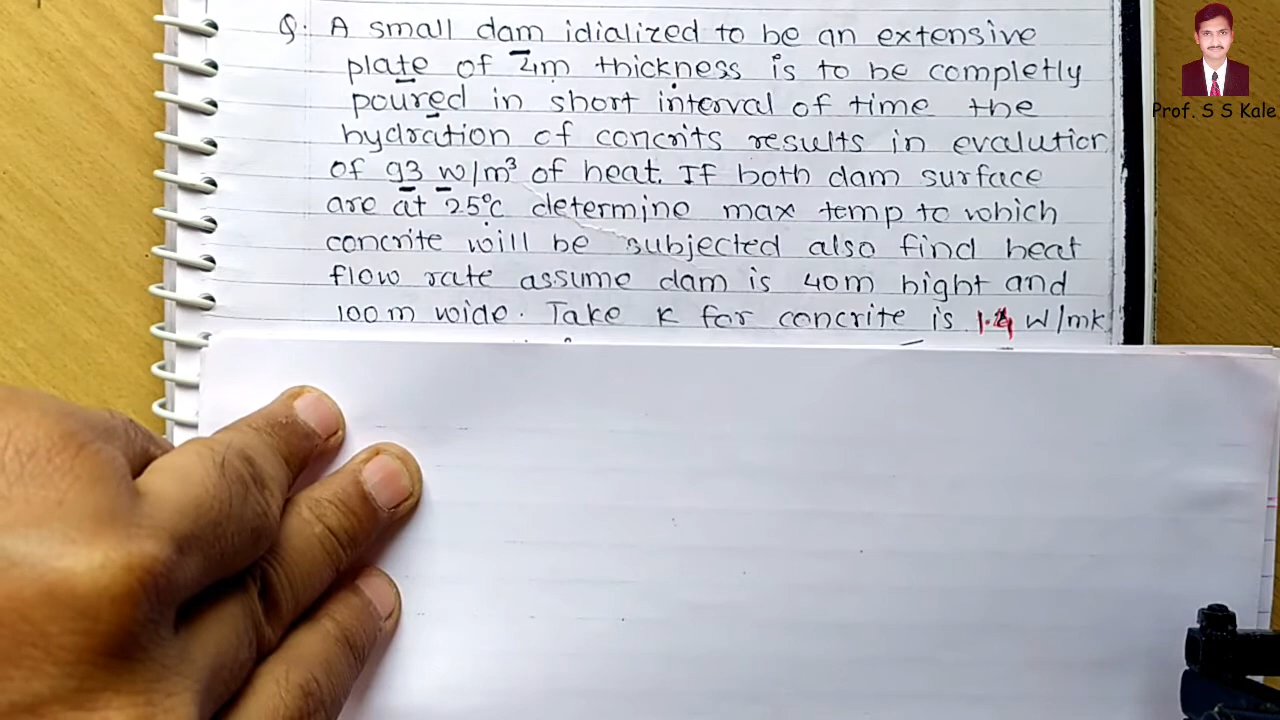 Q. A small dam idialized to be an extensive
plate of 4m thickness is to be completly
poured in short interval of time the
hydration of concrits results in evalution
of 93 w/m³ of heat. If both dam surface
are at 25°c determine max temp to which
concrite will be subjected also find heat
flow rate assume dam is 40m hight and
100m wide. Take K for concrite is W/mk
Prof. S S Kale